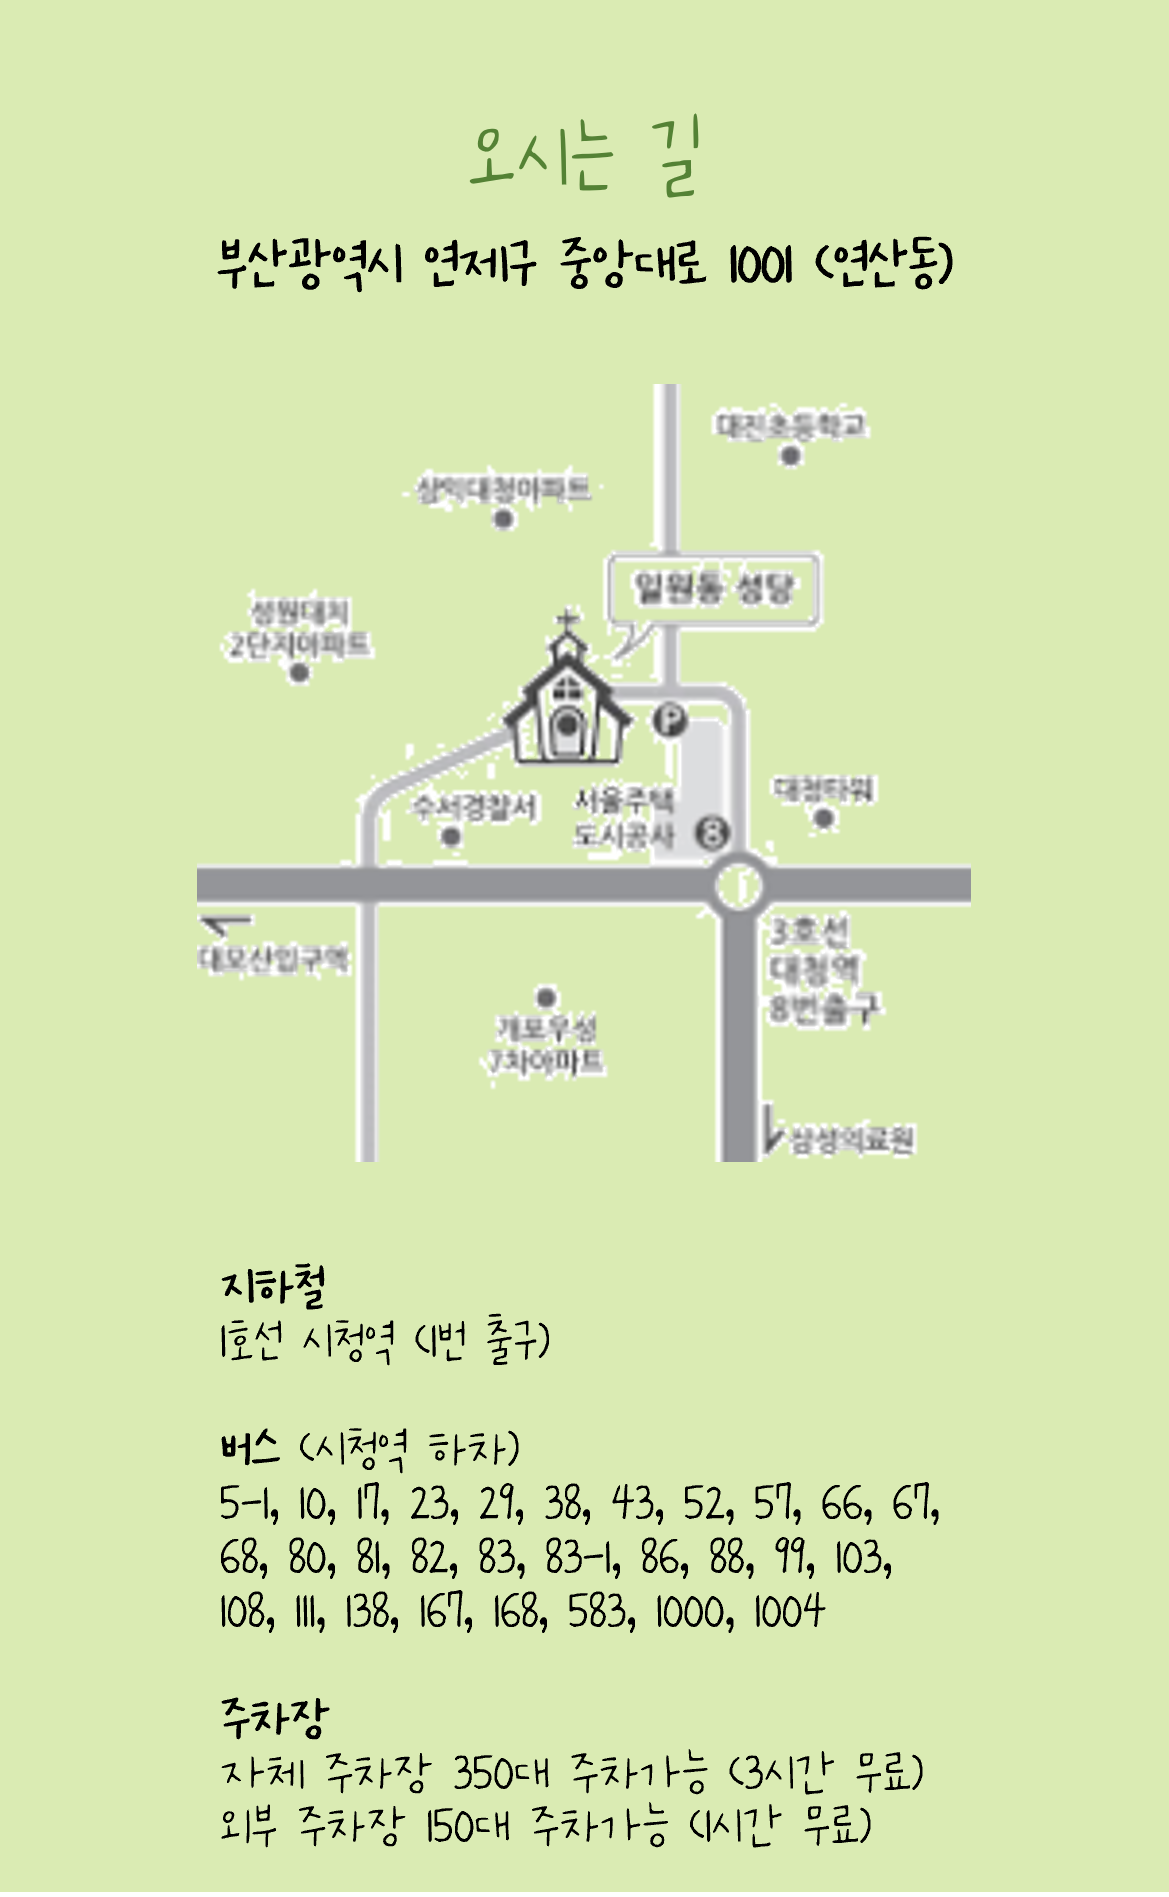 오시는 길
부산광역시 연제구 중앙대로 1001 (연산동)
대진초등학교
삼익대청아파트
일원동 성당
성원대치
2단지아파트
P
수서경찰서
서울주택
도시공사
대청타워
8
대모산입구역
3호선
대청역
8번출구
개포우성
7차아파트
삼성의료원
지하철
1호선 시청역 (1번 출구)
버스 (시청역 하차)
5-1, 10, 17, 23, 29, 38, 43, 52, 57, 66, 67,
68, 80, 81, 82, 83, 83-1, 86, 88, 99, 103,
108, 111, 138, 167, 168, 583, 1000, 1004
주차장
자체 주차장 350대 주차가능 (3시간 무료)
외부 주차장 150대 주차가능 (1시간 무료)